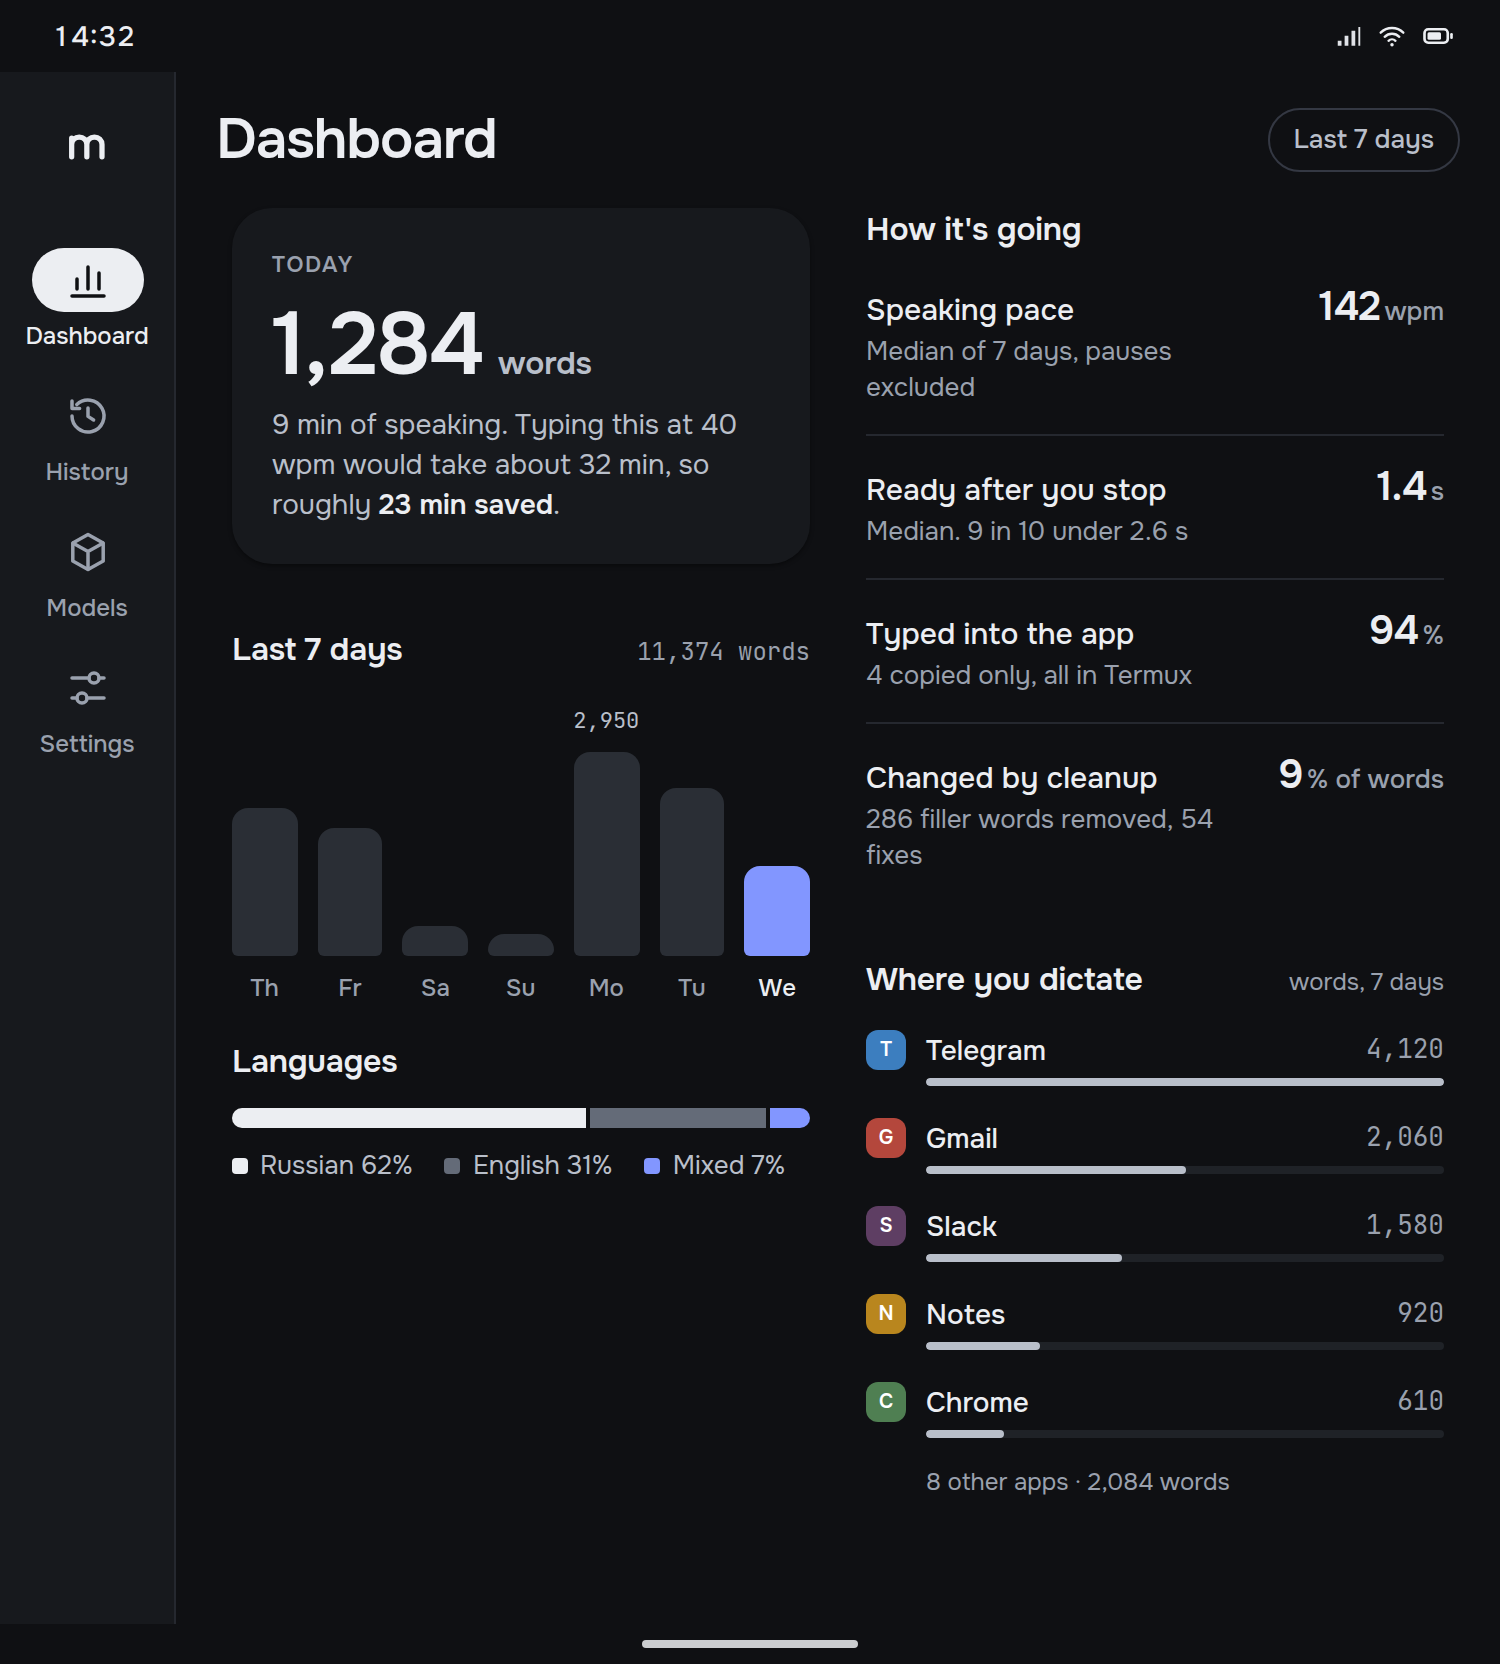 14:32
m
Dashboard
History
Models
Settings
Dashboard
Last 7 days
TODAY
1,284 words
9 min of speaking. Typing this at 40
wpm would take about 32 min, so
roughly 23 min saved.
Last 7 days
11,374 words
2,950
Th Fr Sa Su Mo Tu We
Languages
Russian 62% English 31% Mixed 7%
How it's going
Speaking pace 142 wpm
Median of 7 days, pauses
excluded
Ready after you stop 1.4 s
Median. 9 in 10 under 2.6 s
Typed into the app 94 %
4 copied only, all in Termux
Changed by cleanup 9 % of words
286 filler words removed, 54
fixes
Where you dictate words, 7 days
T Telegram 4,120
G Gmail 2,060
S Slack 1,580
N Notes 920
C Chrome 610
8 other apps · 2,084 words